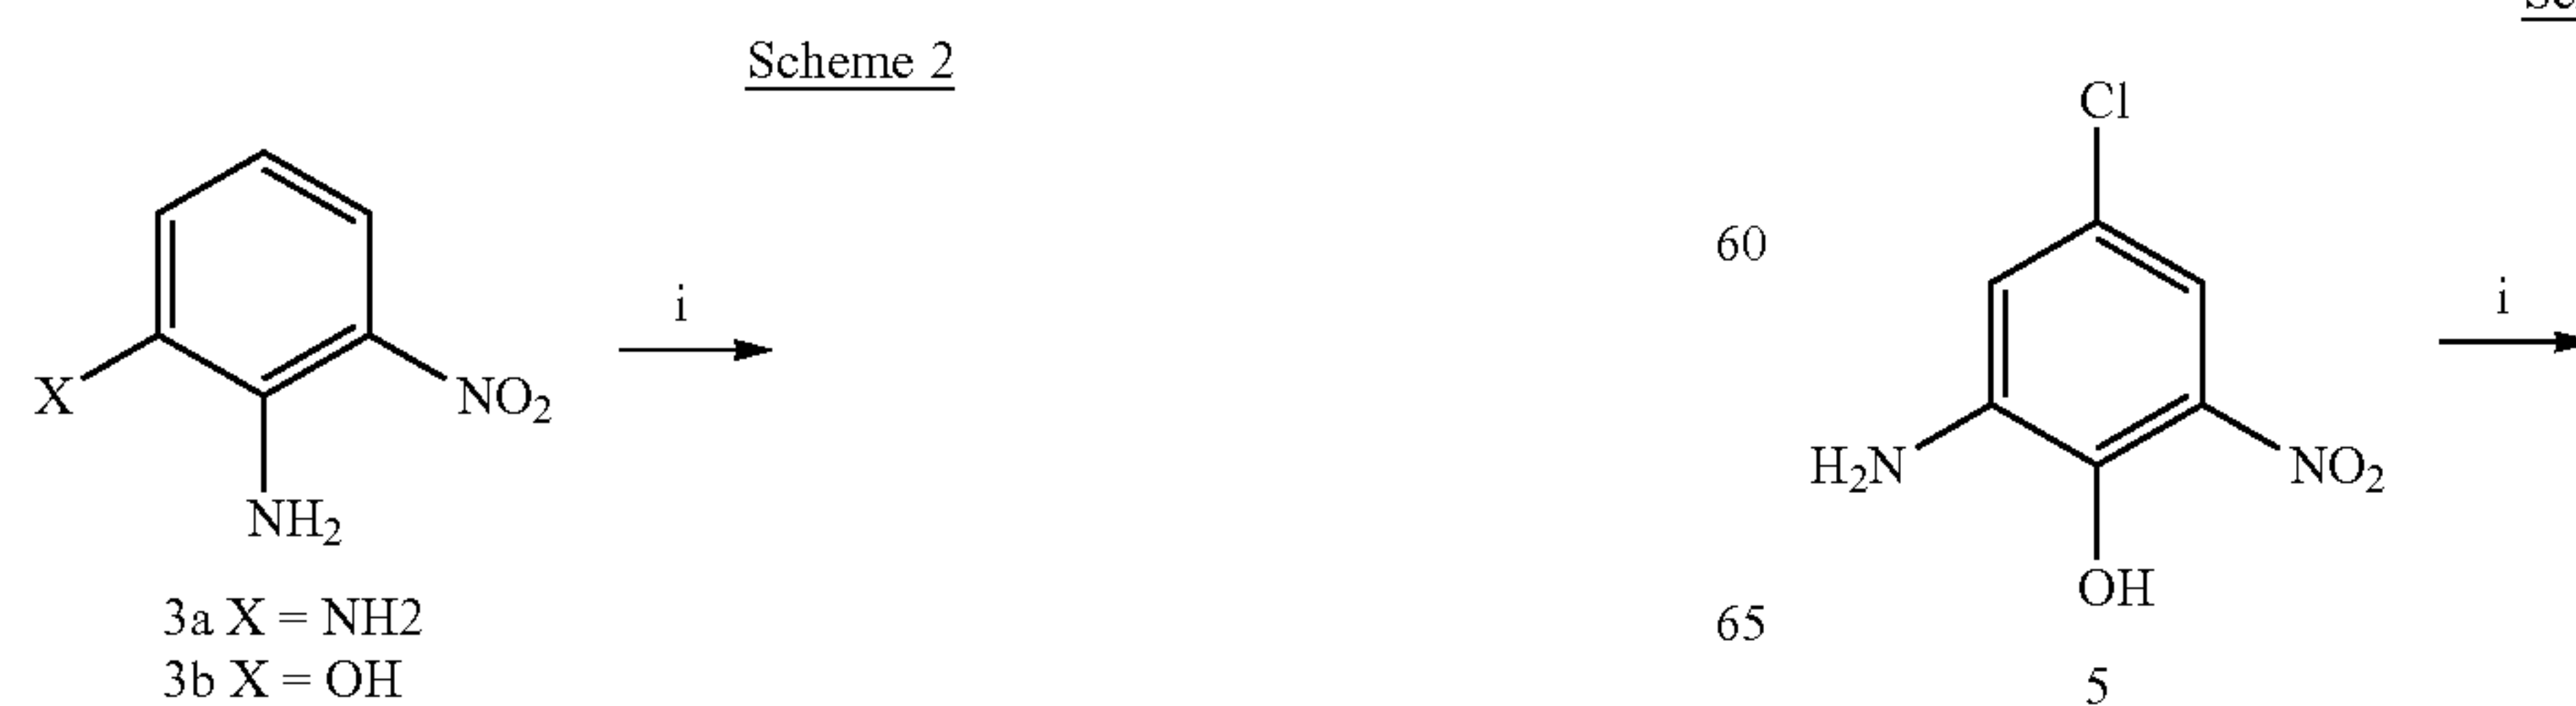 Scheme 2
i
X
NO2
NH2
3a X = NH2
3b X = OH
Cl
60
i
H2N
NO2
OH
65
5